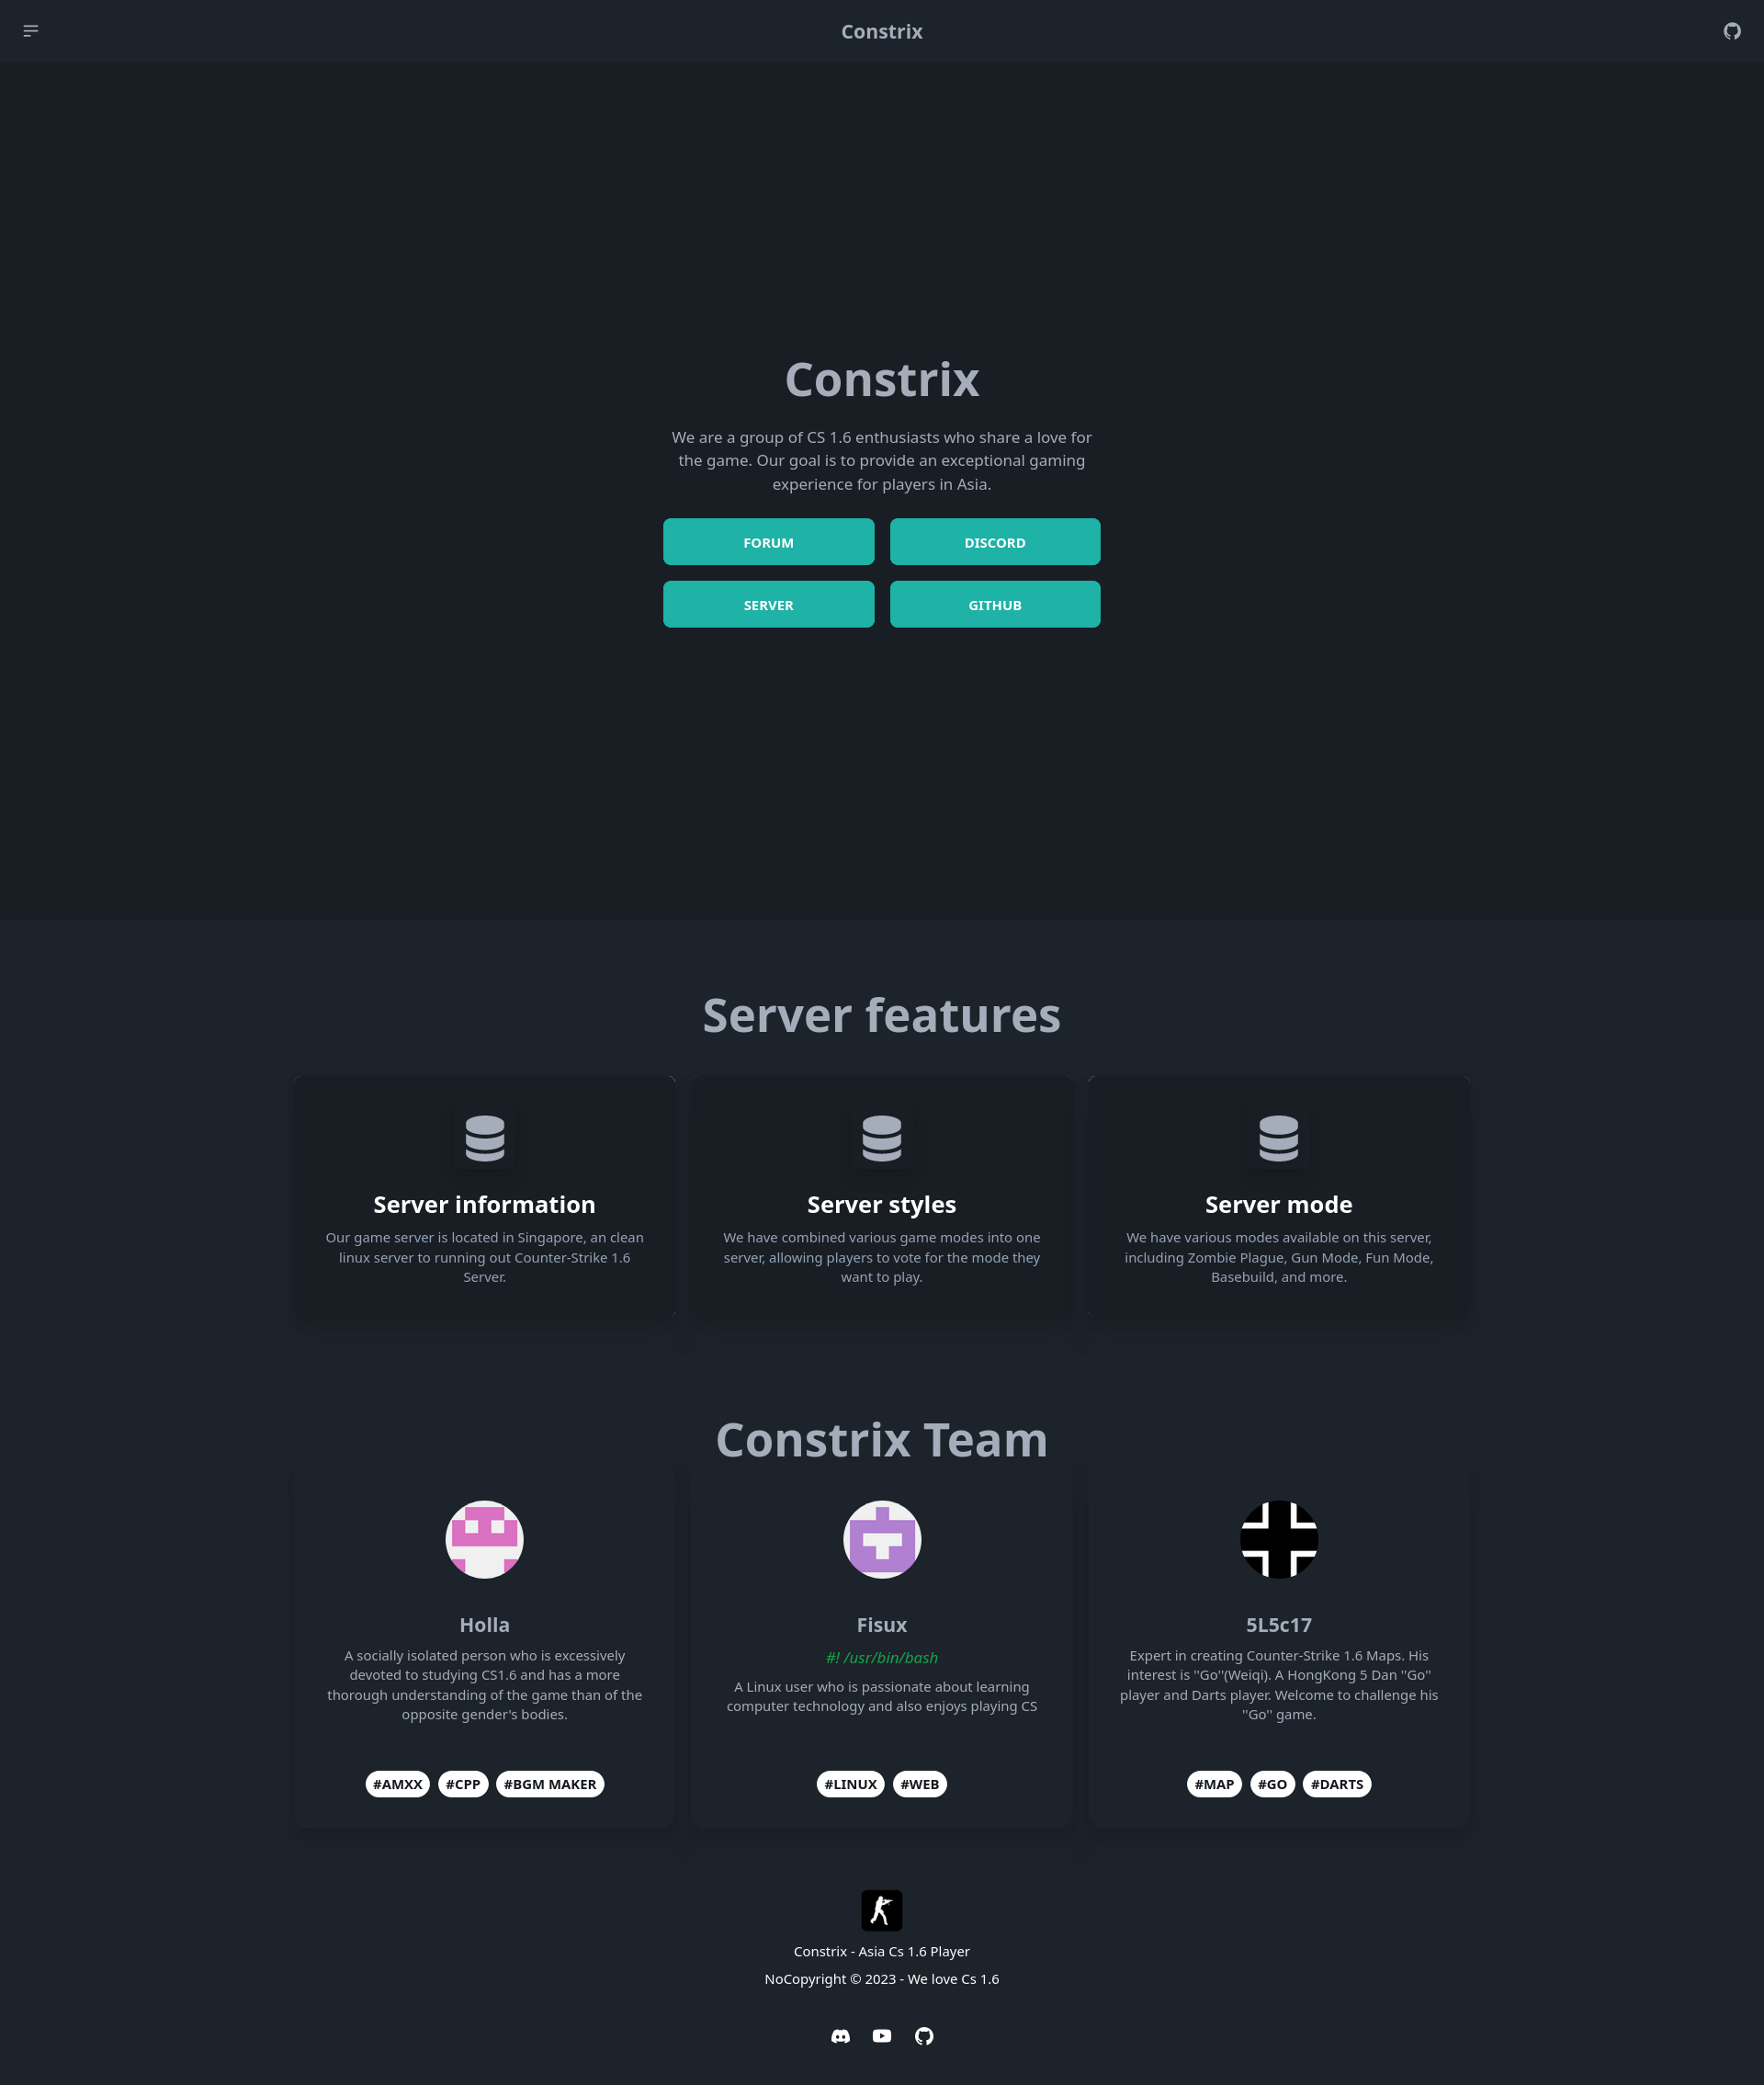 Constrix
Constrix
We are a group of CS 1.6 enthusiasts who share a love for
the game. Our goal is to provide an exceptional gaming
experience for players in Asia.
FORUM
DISCORD
SERVER
GITHUB
Server features
Server information
Our game server is located in Singapore, an clean
linux server to running out Counter-Strike 1.6
Server.
Server styles
We have combined various game modes into one
server, allowing players to vote for the mode they
want to play.
Server mode
We have various modes available on this server,
including Zombie Plague, Gun Mode, Fun Mode,
Basebuild, and more.
Constrix Team
Holla
A socially isolated person who is excessively
devoted to studying CS1.6 and has a more
thorough understanding of the game than of the
opposite gender's bodies.
#AMXX #CPP #BGM MAKER
Fisux
#! /usr/bin/bash
A Linux user who is passionate about learning
computer technology and also enjoys playing CS
#LINUX #WEB
5L5c17
Expert in creating Counter-Strike 1.6 Maps. His
interest is ''Go''(Weiqi). A HongKong 5 Dan ''Go''
player and Darts player. Welcome to challenge his
''Go'' game.
#MAP #GO #DARTS
Constrix - Asia Cs 1.6 Player
NoCopyright © 2023 - We love Cs 1.6